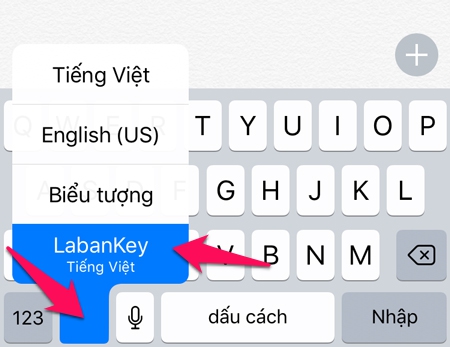 Tiếng Việt
English (US)
Biểu tượng
LabanKey
Tiếng Việt
Q W E R T Y U I O P
G H J K L
V B N M
123 dấu cách Nhập